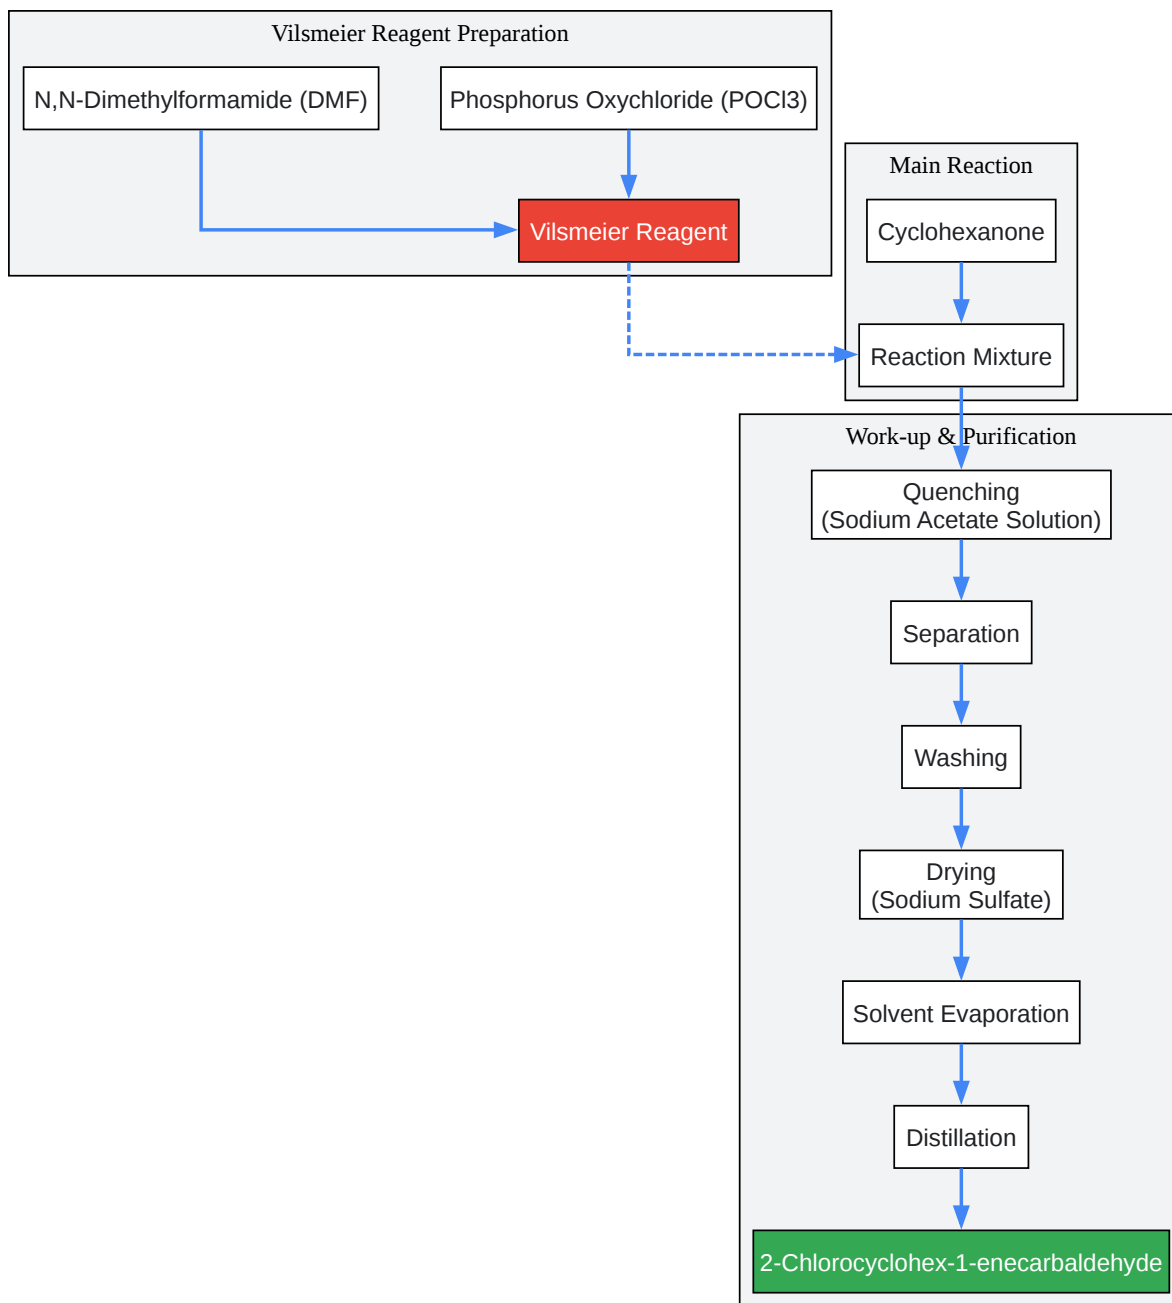 Vilsmeier Reagent Preparation
N,N-Dimethylformamide (DMF)
Phosphorus Oxychloride (POCl3)
Vilsmeier Reagent
Main Reaction
Cyclohexanone
Reaction Mixture
Work-up & Purification
Quenching
(Sodium Acetate Solution)
Separation
Washing
Drying
(Sodium Sulfate)
Solvent Evaporation
Distillation
2-Chlorocyclohex-1-enecarbaldehyde